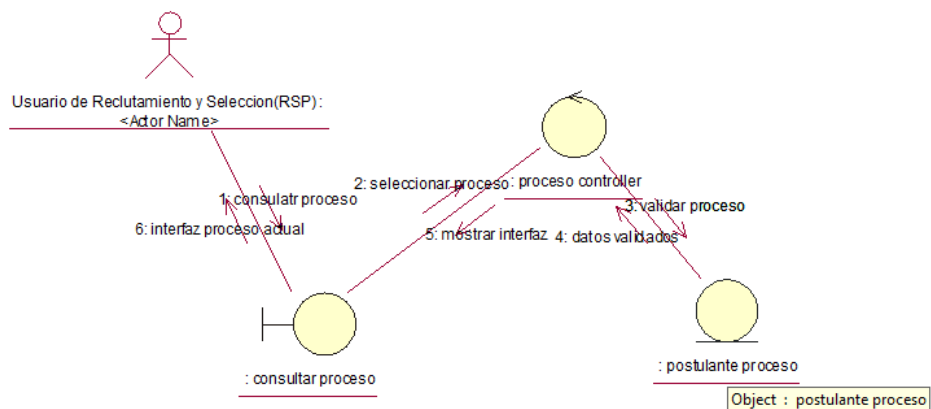 Usuario de Reclutamiento y Seleccion(RSP) :
<Actor Name>
1: consulatr proceso
6: interfaz proceso actual
2: seleccionar proceso
: proceso controller
5: mostrar interfaz
3: validar proceso
4: datos validados
: consultar proceso
: postulante proceso
Object : postulante proceso